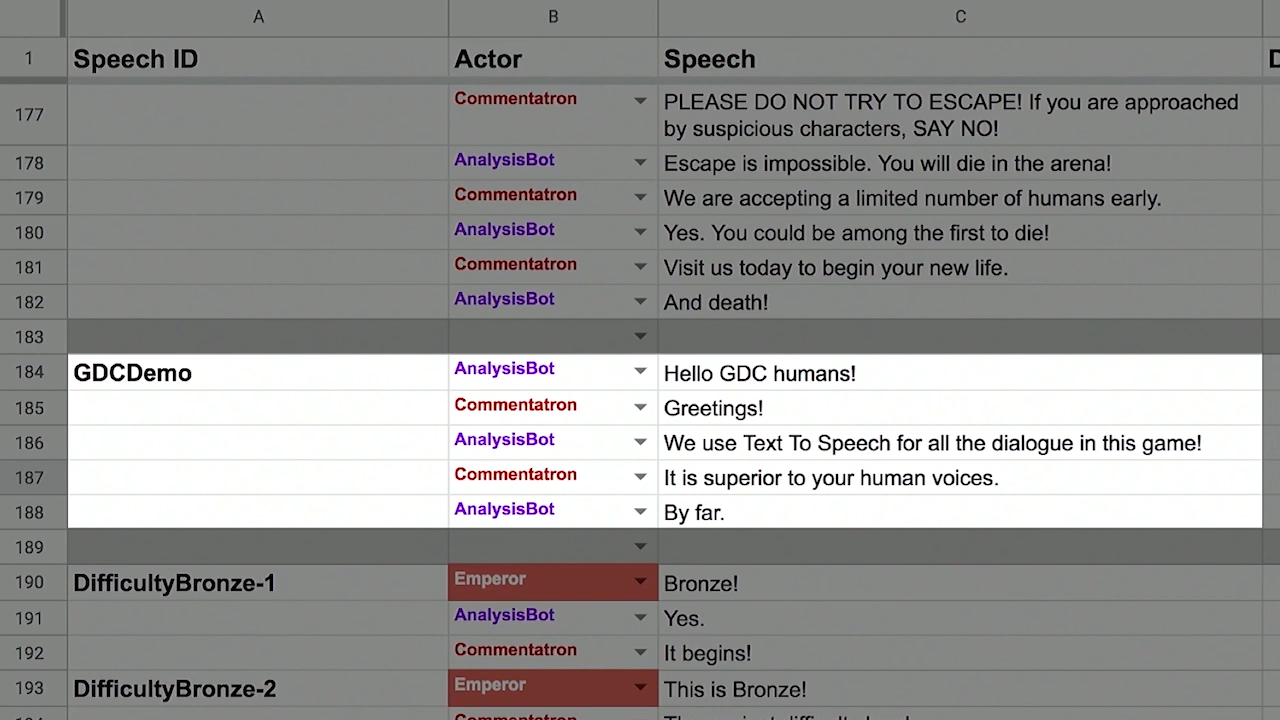 A B C
1 Speech ID Actor Speech
177 Commentatron PLEASE DO NOT TRY TO ESCAPE! If you are approached
by suspicious characters, SAY NO!
178 AnalysisBot Escape is impossible. You will die in the arena!
179 Commentatron We are accepting a limited number of humans early.
180 AnalysisBot Yes. You could be among the first to die!
181 Commentatron Visit us today to begin your new life.
182 AnalysisBot And death!
183
184 GDCDemo AnalysisBot Hello GDC humans!
185 Commentatron Greetings!
186 AnalysisBot We use Text To Speech for all the dialogue in this game!
187 Commentatron It is superior to your human voices.
188 AnalysisBot By far.
189
190 DifficultyBronze-1 Emperor Bronze!
191 AnalysisBot Yes.
192 Commentatron It begins!
193 DifficultyBronze-2 Emperor This is Bronze!
Commentatron